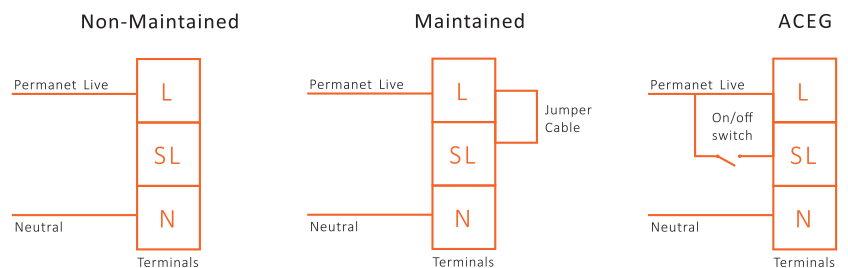 Non-Maintained
Permanet Live
L
SL
N
Neutral
Terminals
Maintained
Permanet Live
L
Jumper
Cable
SL
N
Neutral
Terminals
ACEG
Permanet Live
L
On/off
switch
SL
N
Neutral
Terminals